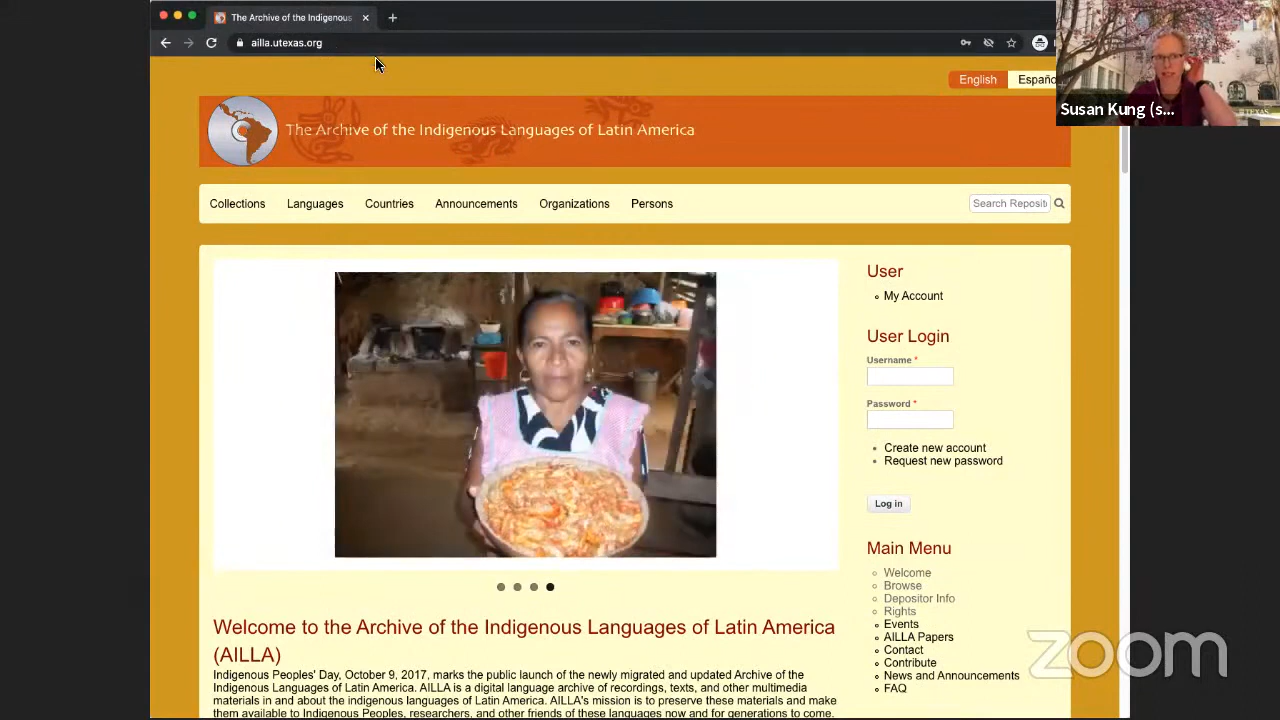 The Archive of the Indigenous
ailla.utexas.org
English
Españo
Susan Kung (s...
The Archive of the Indigenous Languages of Latin America
Collections
Languages
Countries
Announcements
Organizations
Persons
Search Reposit
User
My Account
User Login
Username *
Password *
Create new account
Request new password
Log in
Main Menu
Welcome
Browse
Depositor Info
Rights
Events
AILLA Papers
Contact
Contribute
News and Announcements
FAQ
Welcome to the Archive of the Indigenous Languages of Latin America
(AILLA)
Indigenous Peoples' Day, October 9, 2017, marks the public launch of the newly migrated and updated Archive of the
Indigenous Languages of Latin America. AILLA is a digital language archive of recordings, texts, and other multimedia
materials in and about the indigenous languages of Latin America. AILLA's mission is to preserve these materials and make
them available to Indigenous Peoples, researchers, and other friends of these languages now and for generations to come.
zoom